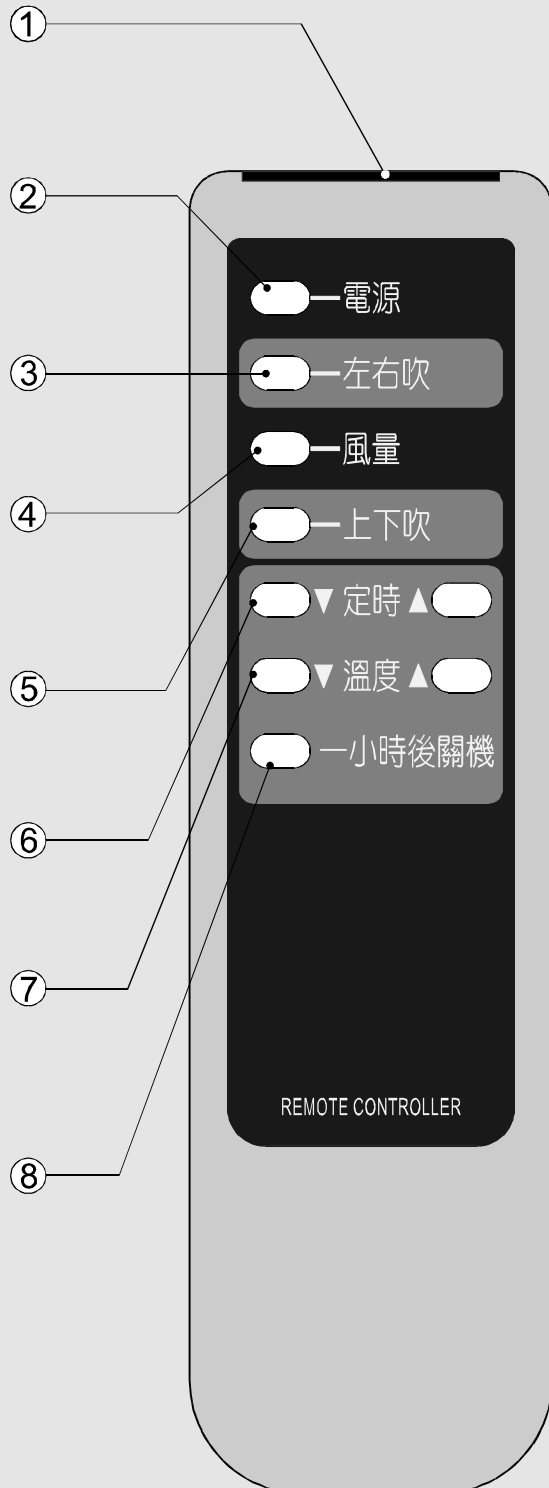 ①
②
電源
③
左右吹
④
風量
⑤
上下吹
⑥
▼ 定時 ▲
⑦
▼ 溫度 ▲
⑧
一小時後關機
REMOTE CONTROLLER